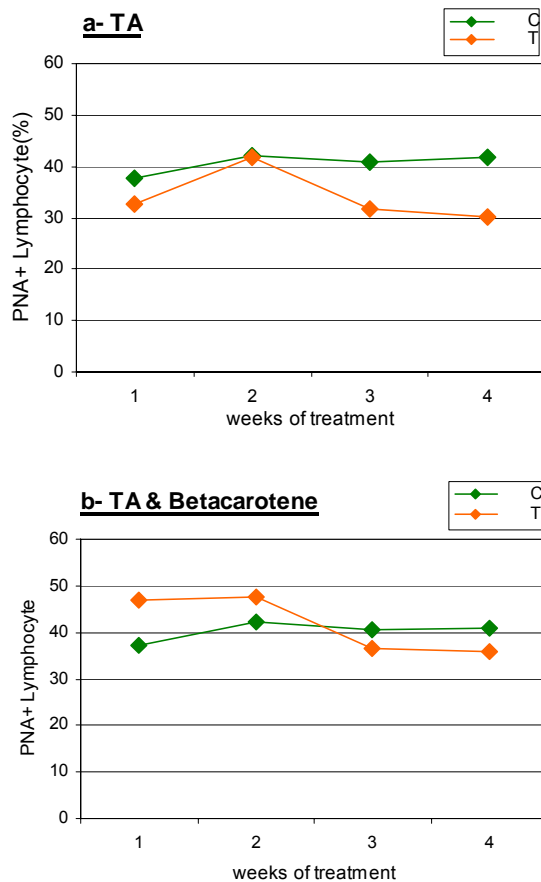 a- TA
C
T
60
50
40
30
20
10
0
PNA+ Lymphocyte(%)
1 2 3 4
weeks of treatment
b- TA & Betacarotene
C
T
60
50
40
30
20
10
0
PNA+ Lymphocyte
1 2 3 4
weeks of treatment